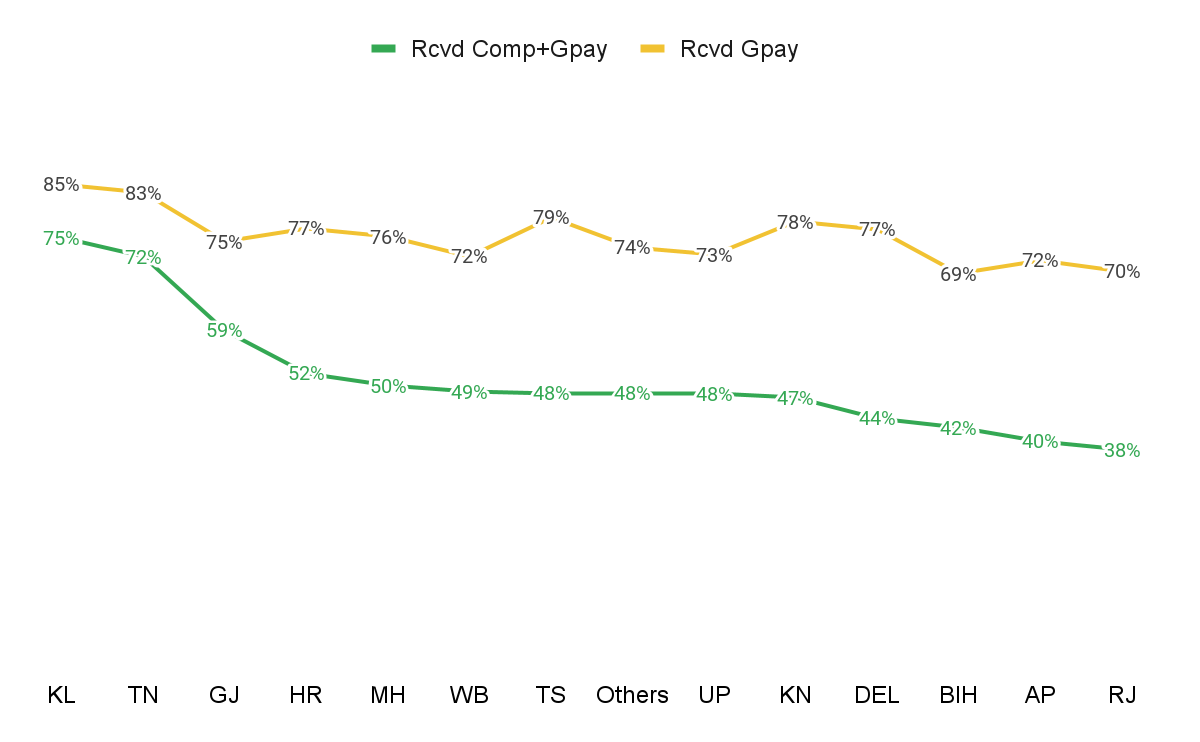 Rcvd Comp+Gpay Rcvd Gpay
85% 83% 75% 77% 76% 72% 79% 74% 73% 78% 77% 69% 72% 70%
75% 72% 59% 52% 50% 49% 48% 48% 48% 47% 44% 42% 40% 38%
KL TN GJ HR MH WB TS Others UP KN DEL BIH AP RJ